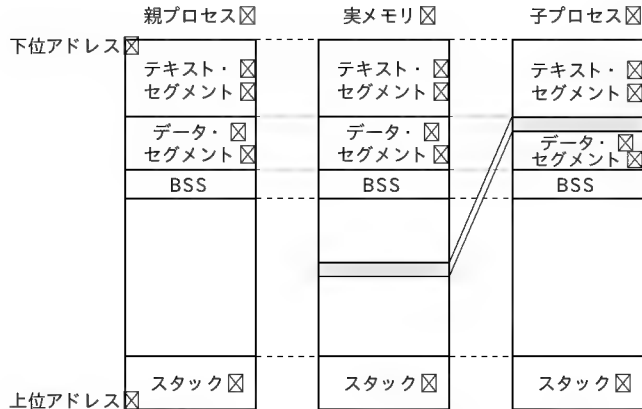 親プロセス
実メモリ
子プロセス
下位アドレス
テキスト・
セグメント
テキスト・
セグメント
テキスト・
セグメント
データ・
セグメント
データ・
セグメント
データ・
セグメント
BSS
BSS
BSS
スタック
スタック
スタック
上位アドレス